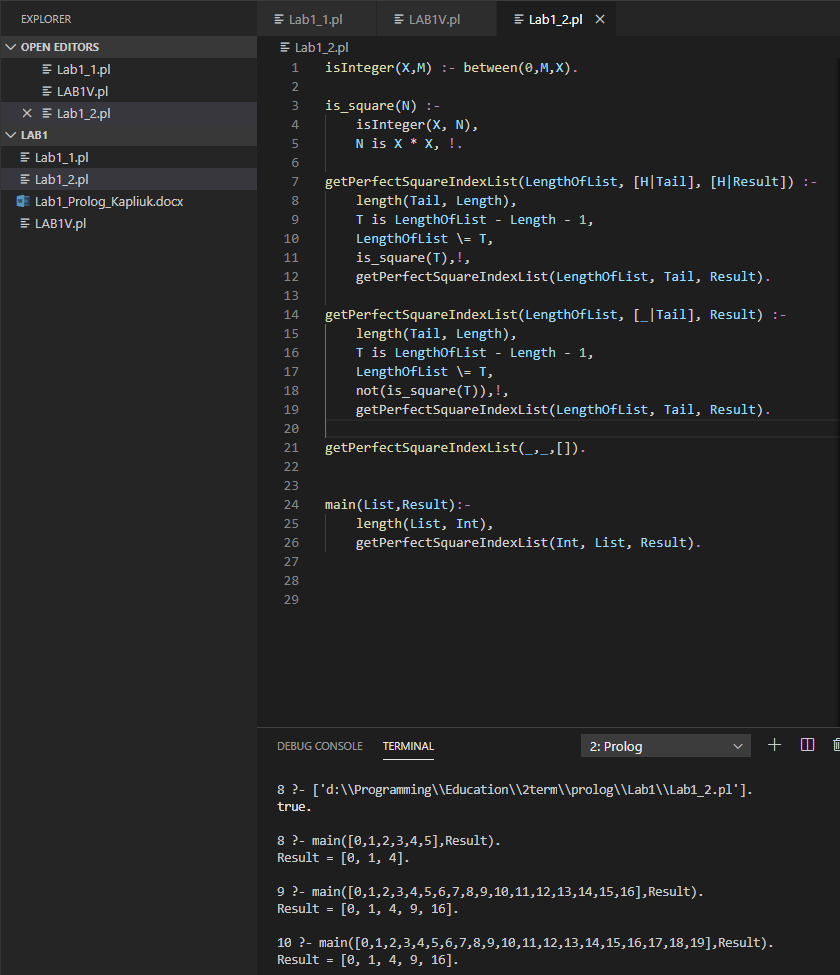 EXPLORER
OPEN EDITORS
Lab1_1.pl
LAB1V.pl
Lab1_2.pl
LAB1
Lab1_1.pl
Lab1_2.pl
Lab1_Prolog_Kapliuk.docx
LAB1V.pl
Lab1_1.pl LAB1V.pl Lab1_2.pl
Lab1_2.pl
1 isInteger(X,M) :- between(0,M,X).
2
3 is_square(N) :-
4     isInteger(X, N),
5     N is X * X, !.
6
7 getPerfectSquareIndexList(LengthOfList, [H|Tail], [H|Result]) :-
8     length(Tail, Length),
9     T is LengthOfList - Length - 1,
10     LengthOfList \= T,
11     is_square(T),!,
12     getPerfectSquareIndexList(LengthOfList, Tail, Result).
13
14 getPerfectSquareIndexList(LengthOfList, [_|Tail], Result) :-
15     length(Tail, Length),
16     T is LengthOfList - Length - 1,
17     LengthOfList \= T,
18     not(is_square(T)),!,
19     getPerfectSquareIndexList(LengthOfList, Tail, Result).
20
21 getPerfectSquareIndexList(_,_,[]).
22
23
24 main(List,Result):-
25     length(List, Int),
26     getPerfectSquareIndexList(Int, List, Result).
27
28
29
DEBUG CONSOLE TERMINAL 2: Prolog
8 ?- ['d:\\Programming\\Education\\2term\\prolog\\Lab1\\Lab1_2.pl'].
true.
8 ?- main([0,1,2,3,4,5],Result).
Result = [0, 1, 4].
9 ?- main([0,1,2,3,4,5,6,7,8,9,10,11,12,13,14,15,16],Result).
Result = [0, 1, 4, 9, 16].
10 ?- main([0,1,2,3,4,5,6,7,8,9,10,11,12,13,14,15,16,17,18,19],Result).
Result = [0, 1, 4, 9, 16].